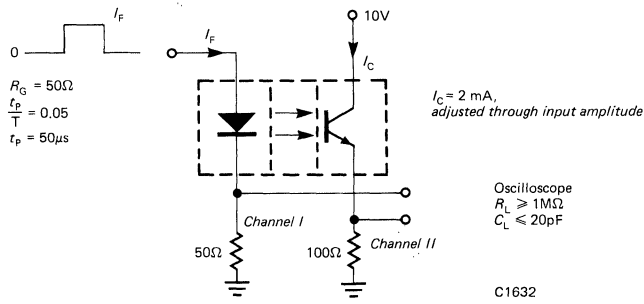 I_F
0
I_F
10V
I_C
R_G = 50Ω
t_P/T = 0.05
t_P = 50μs
I_C = 2 mA,
adjusted through input amplitude
Channel I
50Ω
Channel II
100Ω
Oscilloscope
R_L ⩾ 1MΩ
C_L ⩽ 20pF
C1632